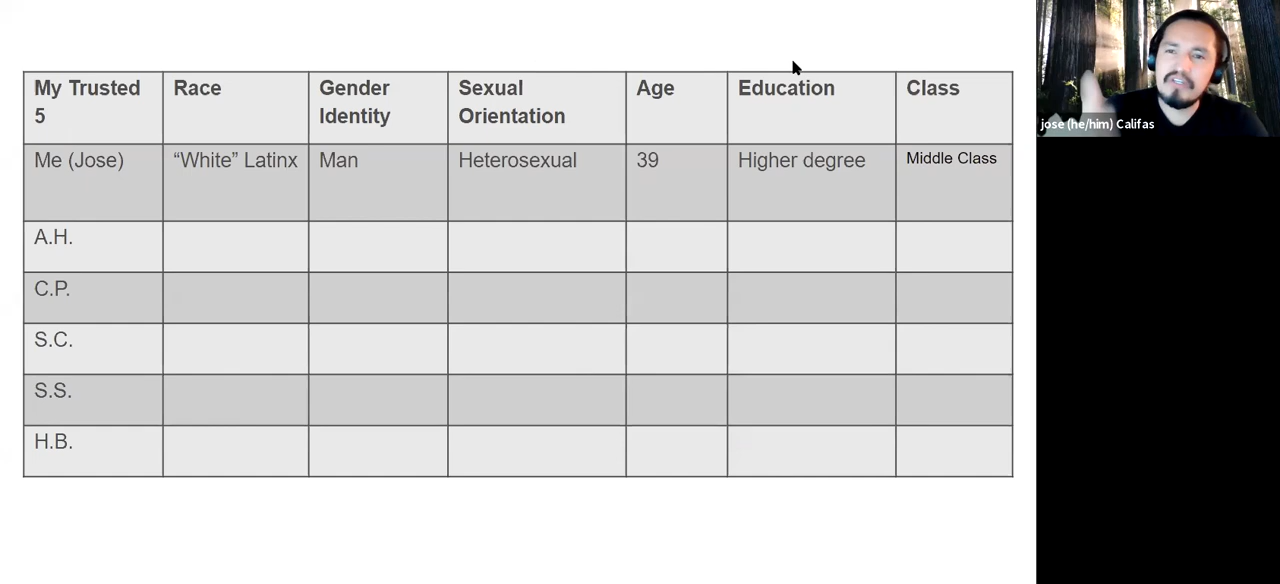 My Trusted 5 Race Gender Identity Sexual Orientation Age Education Class
Me (Jose) “White” Latinx Man Heterosexual 39 Higher degree Middle Class
A.H.
C.P.
S.C.
S.S.
H.B.
jose (he/him) Califas